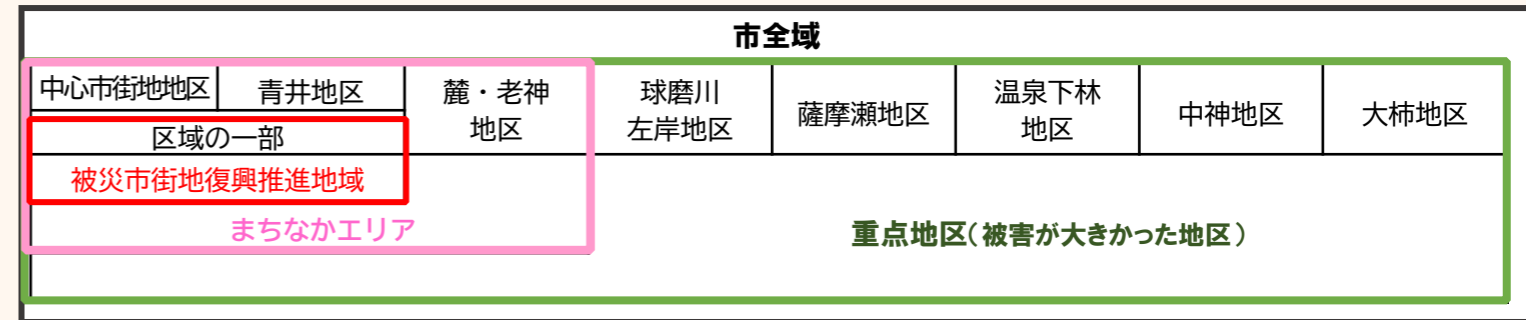 市全域
中心市街地地区
青井地区
麓・老神
地区
球磨川
左岸地区
薩摩瀬地区
温泉下林
地区
中神地区
大柿地区
区域の一部
被災市街地復興推進地域
まちなかエリア
重点地区(被害が大きかった地区)